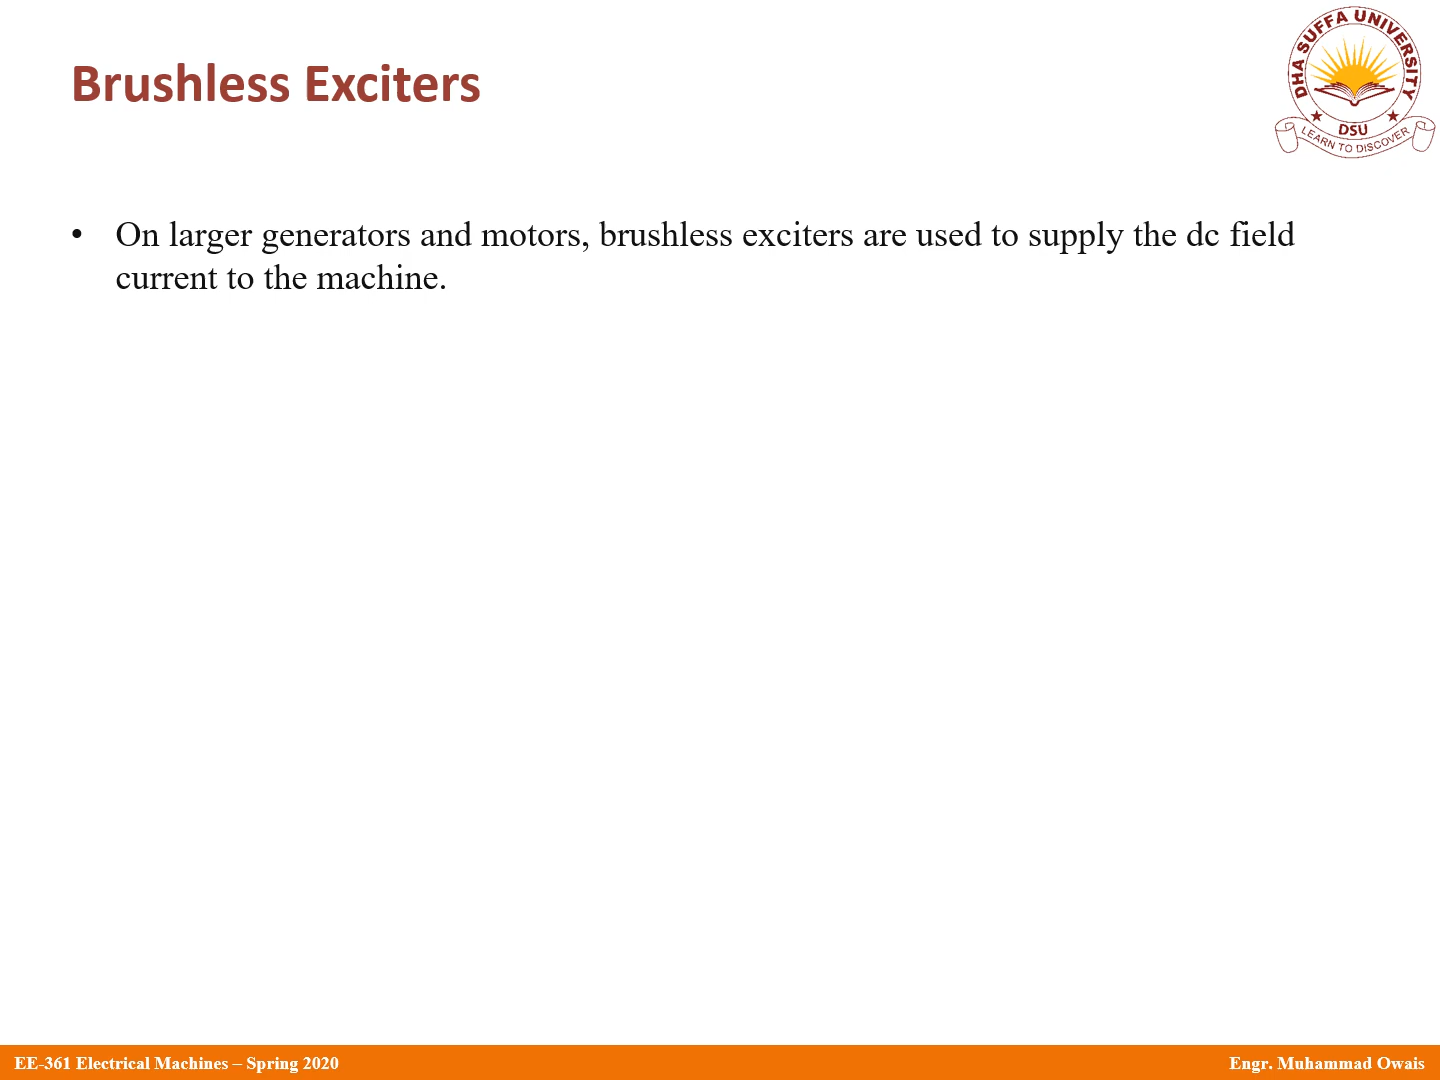 Brushless Exciters
DHA SUFFA UNIVERSITY
DSU
LEARN TO DISCOVER
• On larger generators and motors, brushless exciters are used to supply the dc field
current to the machine.
EE-361 Electrical Machines – Spring 2020
Engr. Muhammad Owais